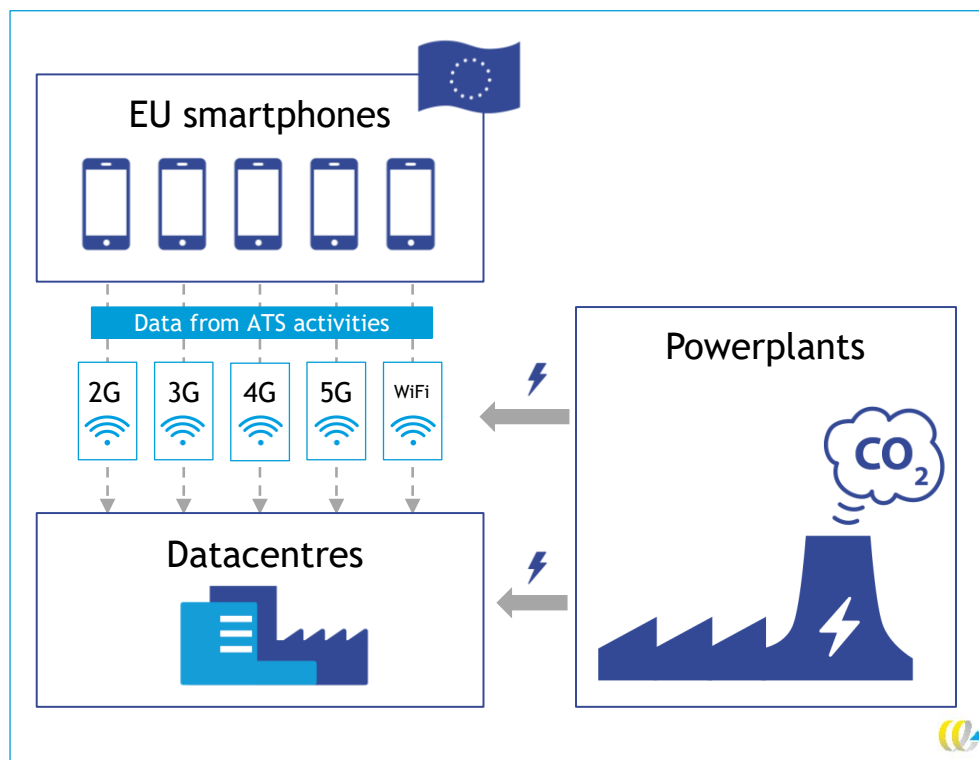 EU smartphones
Data from ATS activities
2G
3G
4G
5G
WiFi
Datacentres
Powerplants
CO2